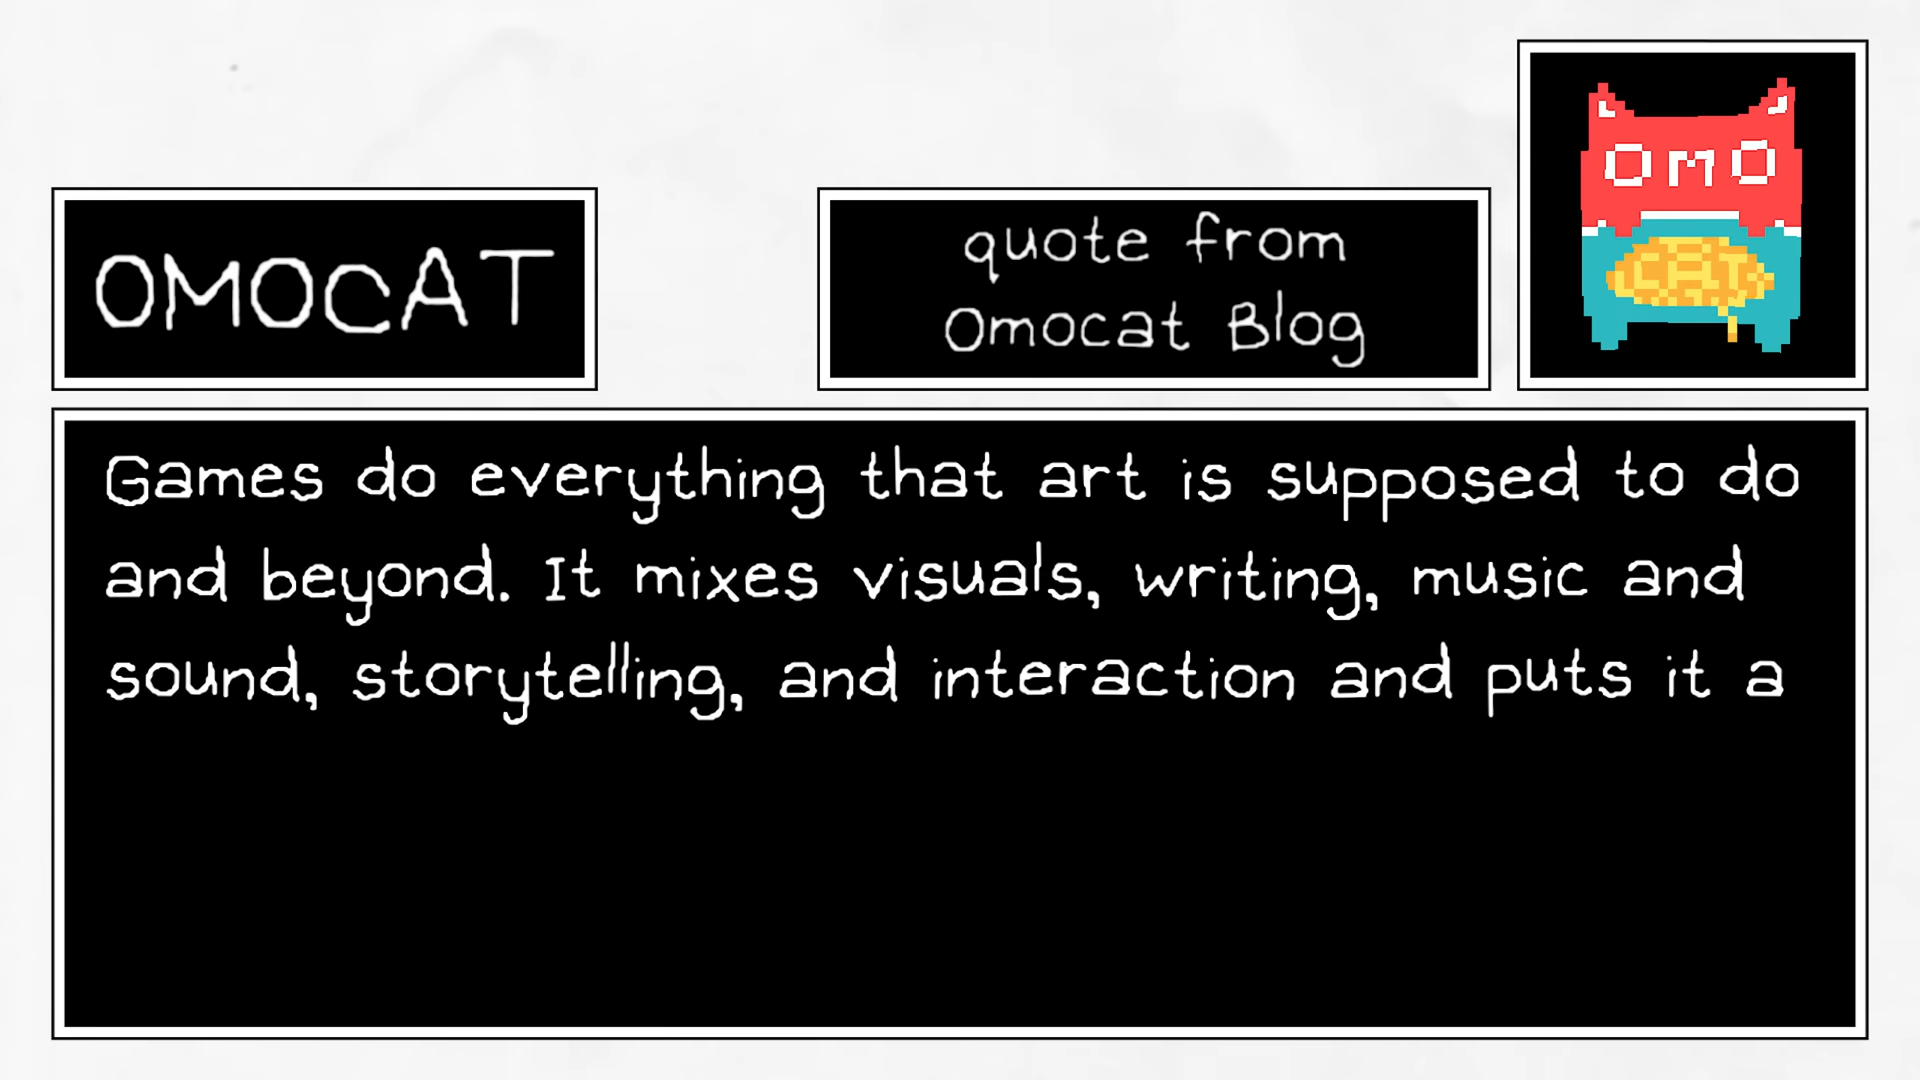 OMOCAT
quote from
Omocat Blog
OMO
CAT
Games do everything that art is supposed to do
and beyond. It mixes visuals, writing, music and
sound, storytelling, and interaction and puts it a